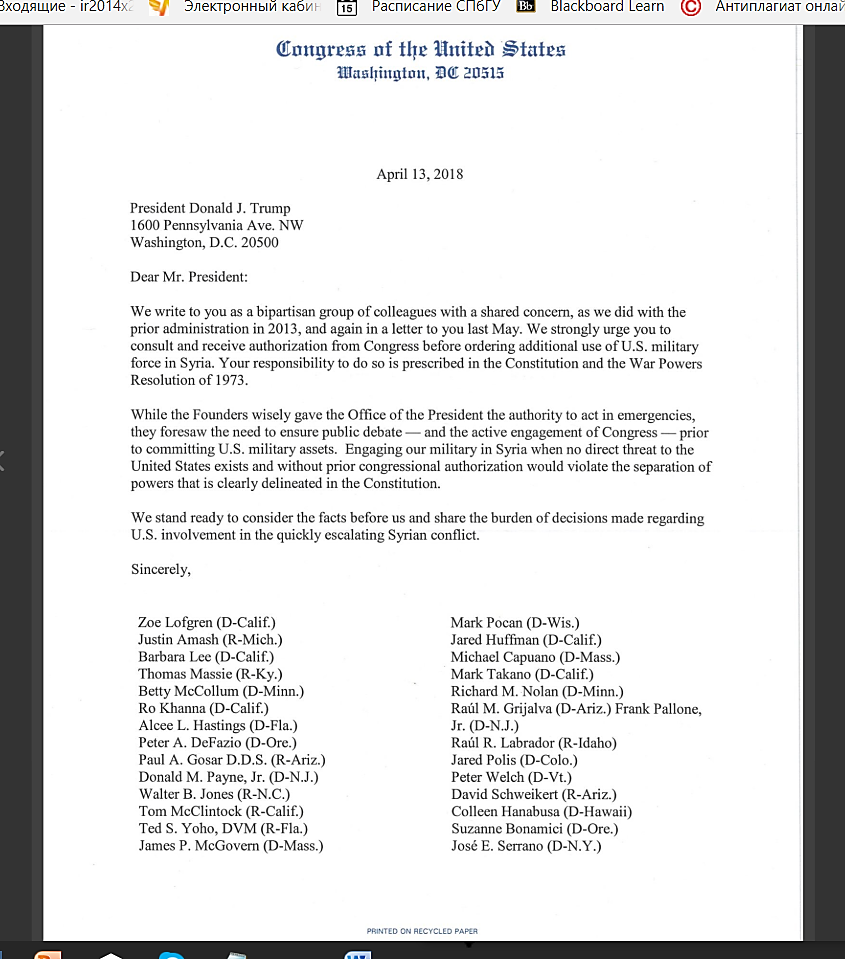 Входящие - ir2014x Электронный кабин 15 Расписание СПбГУ Bb Blackboard Learn C Антиплагиат онлай
Congress of the United States
Washington, DC 20515
April 13, 2018
President Donald J. Trump
1600 Pennsylvania Ave. NW
Washington, D.C. 20500
Dear Mr. President:
We write to you as a bipartisan group of colleagues with a shared concern, as we did with the
prior administration in 2013, and again in a letter to you last May. We strongly urge you to
consult and receive authorization from Congress before ordering additional use of U.S. military
force in Syria. Your responsibility to do so is prescribed in the Constitution and the War Powers
Resolution of 1973.
While the Founders wisely gave the Office of the President the authority to act in emergencies,
they foresaw the need to ensure public debate — and the active engagement of Congress — prior
to committing U.S. military assets. Engaging our military in Syria when no direct threat to the
United States exists and without prior congressional authorization would violate the separation of
powers that is clearly delineated in the Constitution.
We stand ready to consider the facts before us and share the burden of decisions made regarding
U.S. involvement in the quickly escalating Syrian conflict.
Sincerely,
Zoe Lofgren (D-Calif.)
Justin Amash (R-Mich.)
Barbara Lee (D-Calif.)
Thomas Massie (R-Ky.)
Betty McCollum (D-Minn.)
Ro Khanna (D-Calif.)
Alcee L. Hastings (D-Fla.)
Peter A. DeFazio (D-Ore.)
Paul A. Gosar D.D.S. (R-Ariz.)
Donald M. Payne, Jr. (D-N.J.)
Walter B. Jones (R-N.C.)
Tom McClintock (R-Calif.)
Ted S. Yoho, DVM (R-Fla.)
James P. McGovern (D-Mass.)
Mark Pocan (D-Wis.)
Jared Huffman (D-Calif.)
Michael Capuano (D-Mass.)
Mark Takano (D-Calif.)
Richard M. Nolan (D-Minn.)
Raúl M. Grijalva (D-Ariz.) Frank Pallone,
Jr. (D-N.J.)
Raúl R. Labrador (R-Idaho)
Jared Polis (D-Colo.)
Peter Welch (D-Vt.)
David Schweikert (R-Ariz.)
Colleen Hanabusa (D-Hawaii)
Suzanne Bonamici (D-Ore.)
José E. Serrano (D-N.Y.)
PRINTED ON RECYCLED PAPER